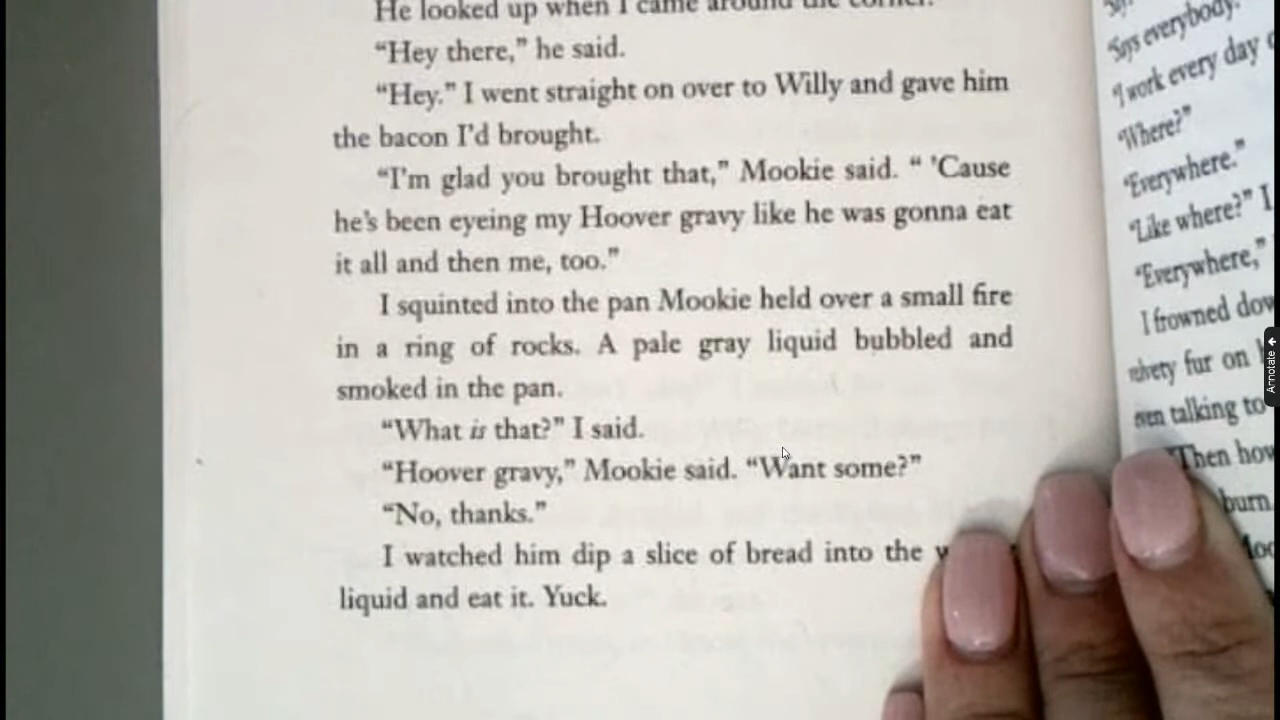 He looked up when I came around the corner.
“Hey there,” he said.
“Hey.” I went straight on over to Willy and gave him
the bacon I’d brought.
“I’m glad you brought that,” Mookie said. “ ’Cause
he’s been eyeing my Hoover gravy like he was gonna eat
it all and then me, too.”
I squinted into the pan Mookie held over a small fire
in a ring of rocks. A pale gray liquid bubbled and
smoked in the pan.
“What is that?” I said.
“Hoover gravy,” Mookie said. “Want some?”
“No, thanks.”
I watched him dip a slice of bread into the
liquid and eat it. Yuck.
“Says everybody.
“I work every day
“Where?”
“Everywhere.”
“Like where?” I
“Everywhere,”
I frowned
fur on
talking to
Then how
burn.
Annotate